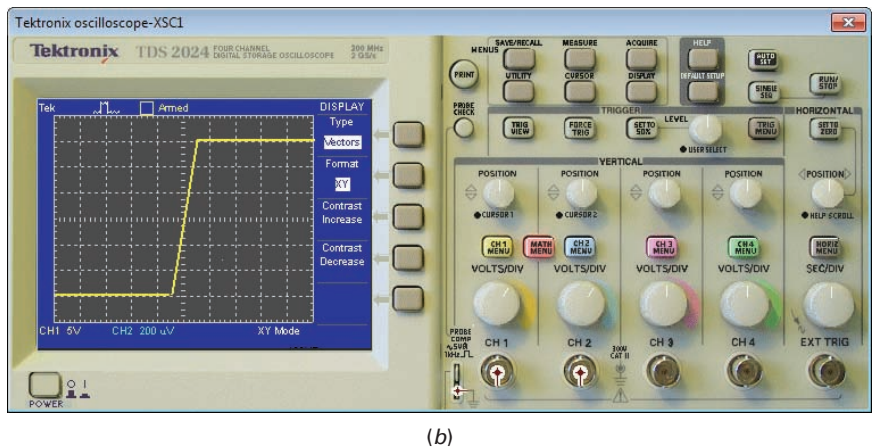 Tektronix oscilloscope-XSC1
Tektronix TDS 2024 FOUR CHANNEL DIGITAL STORAGE OSCILLOSCOPE 200 MHz 2 GS/s
MENUS SAVE/RECALL MEASURE ACQUIRE HELP AUTO SET
PRINT UTILITY CURSOR DISPLAY DEFAULT SETUP SINGLE SEQ RUN/STOP
PROBE CHECK TRIGGER HORIZONTAL
TRIG VIEW FORCE TRIG SET TO 50% LEVEL TRIG MENU SET TO ZERO
USER SELECT
Tek Armed DISPLAY
Type
Vectors
Format
XY
Contrast Increase
Contrast Decrease
CH1 5V CH2 200 uV XY Mode
VERTICAL
POSITION POSITION POSITION POSITION POSITION
CURSOR 1 CURSOR 2 HELP SCROLL
CH 1 MENU MATH MENU CH 2 MENU CH 3 MENU CH 4 MENU HORIZ MENU
VOLTS/DIV VOLTS/DIV VOLTS/DIV VOLTS/DIV SEC/DIV
PROBE COMP ~5V@ 1kHz CH 1 CH 2 300V CAT II CH 3 CH 4 EXT TRIG
POWER
(b)